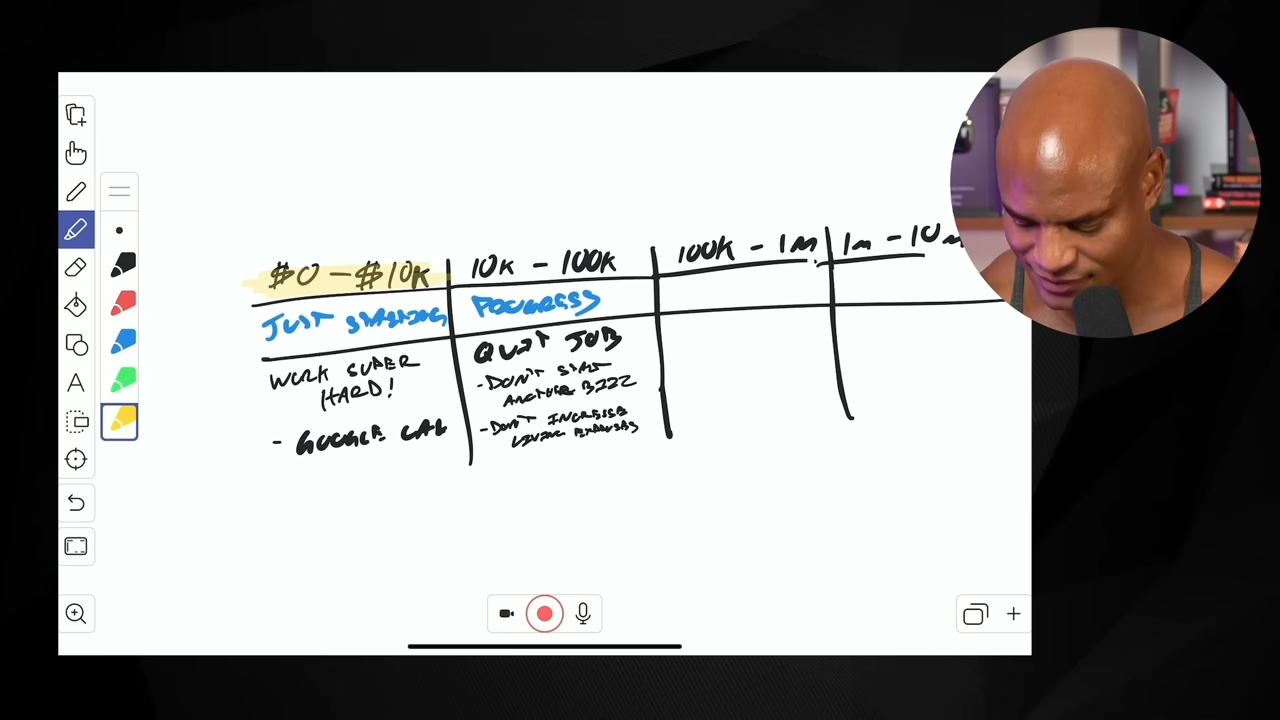 $0 - $10K
10K - 100K
100K - 1M
1M - 10M
JUST STARTING
PROGRESS
WORK SUPER
HARD!
- GOOGLE CAL
QUIT JOB
- DON'T START
ANOTHER BIZZ
- DON'T INCREASE
LIVING EXPENSES
A